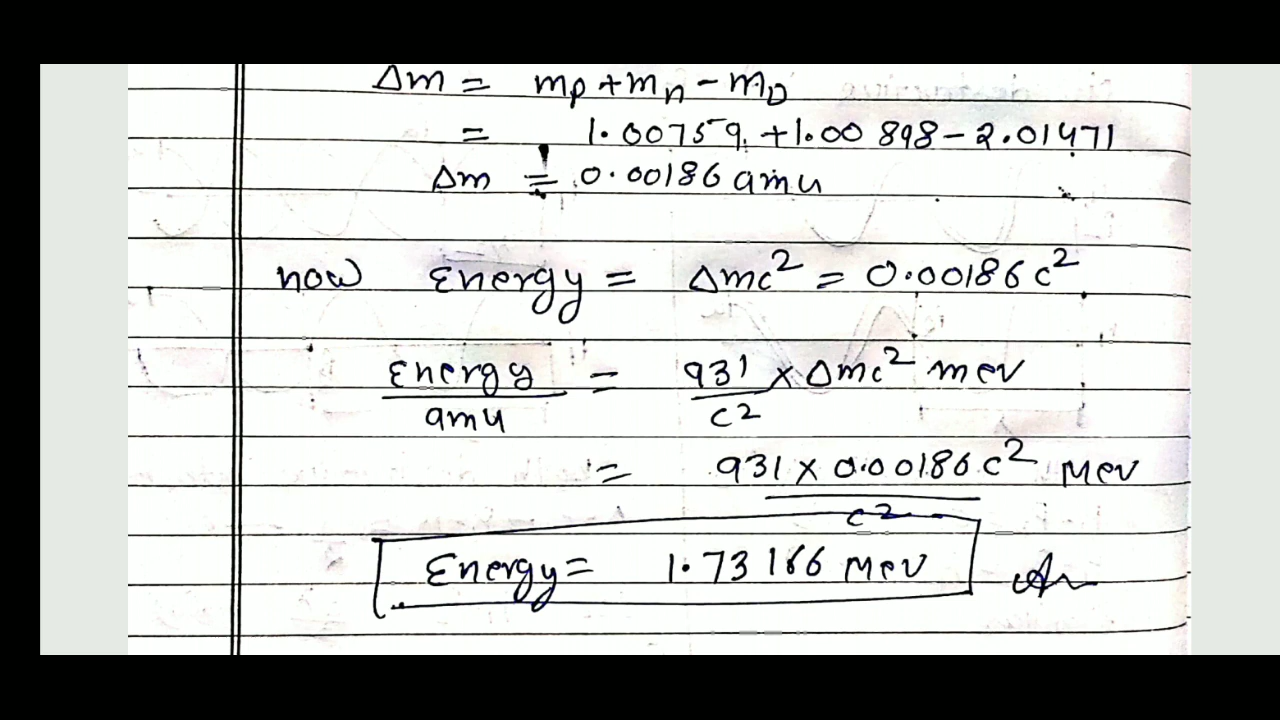 Δm = mp + mn - mD
= 1.00759 + 1.00898 - 2.01471
Δm = 0.00186 amu
now Energy = Δmc² = 0.00186 c²
Energy/amu = 931/c² × Δmc² mev
= 931 × 0.00186 c²/c² Mev
Energy = 1.73166 Mev